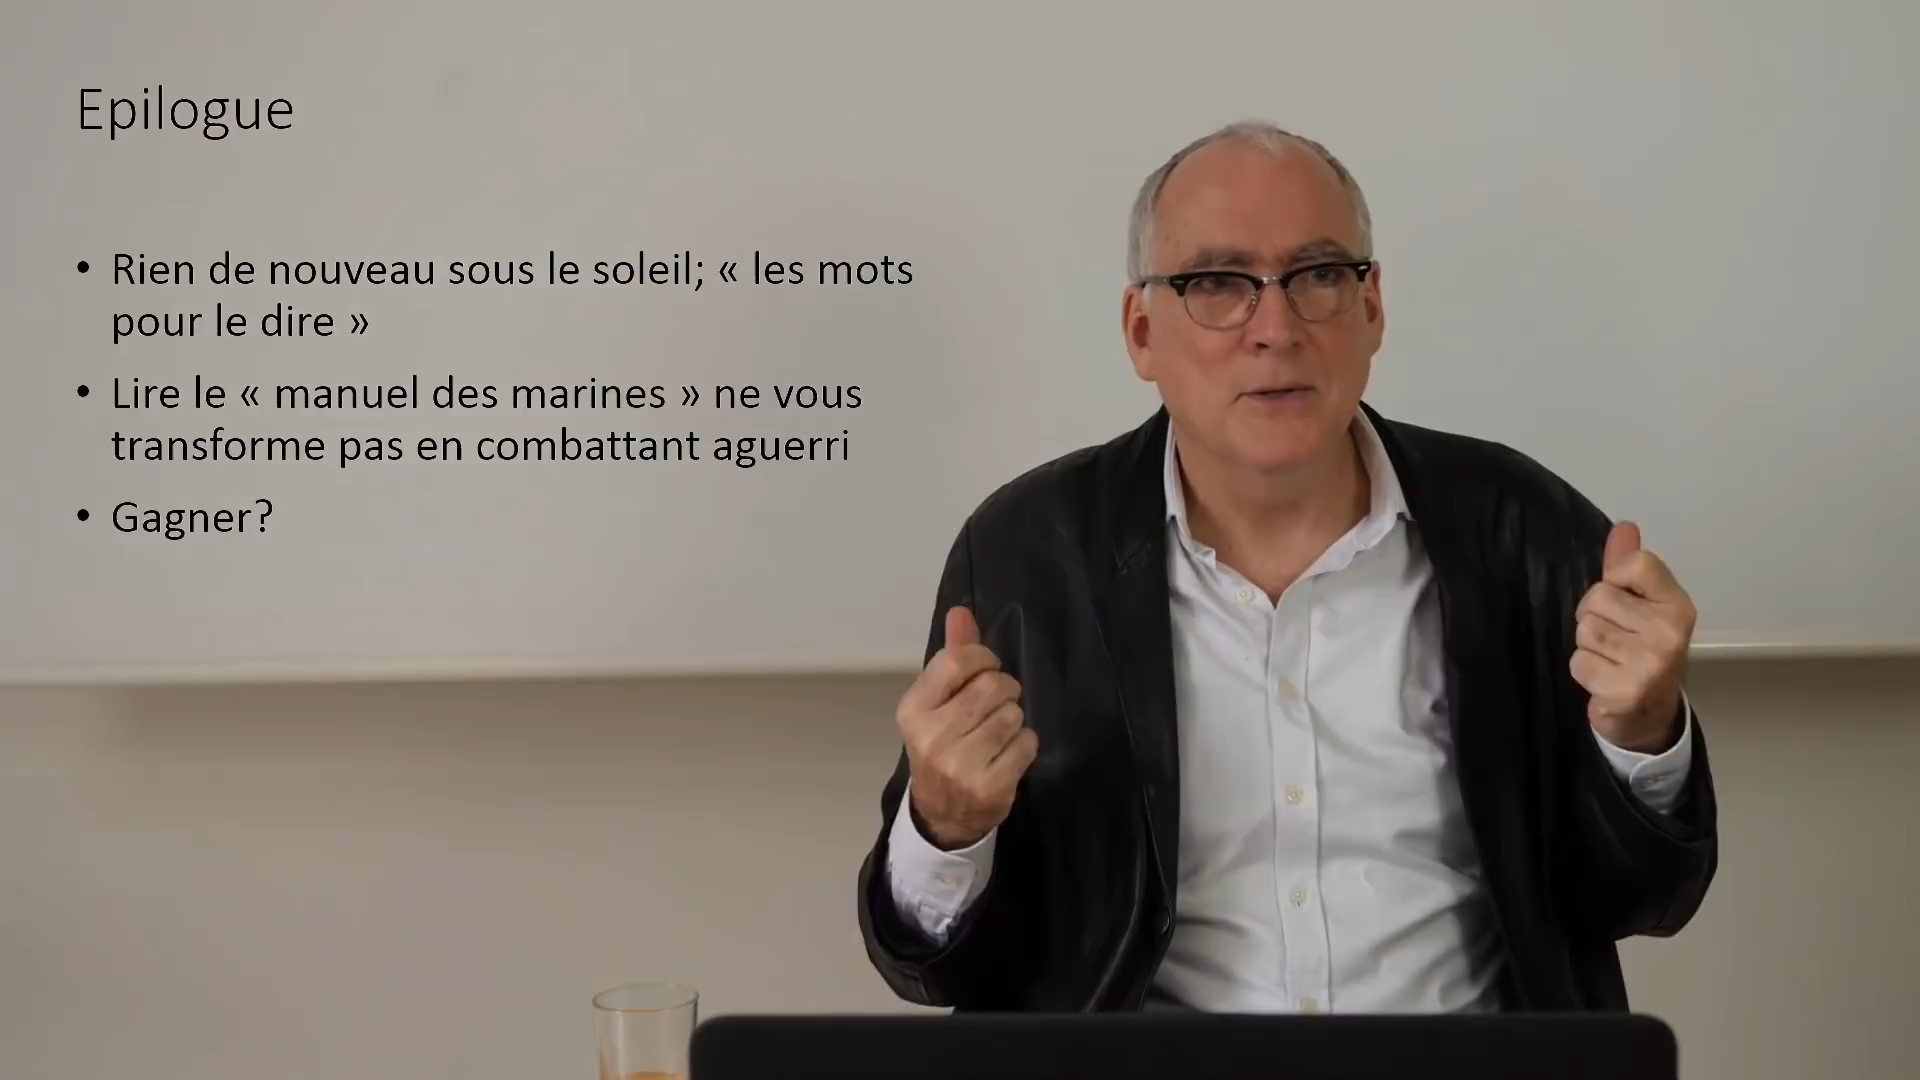 Epilogue
• Rien de nouveau sous le soleil; « les mots
pour le dire »
• Lire le « manuel des marines » ne vous
transforme pas en combattant aguerri
• Gagner?